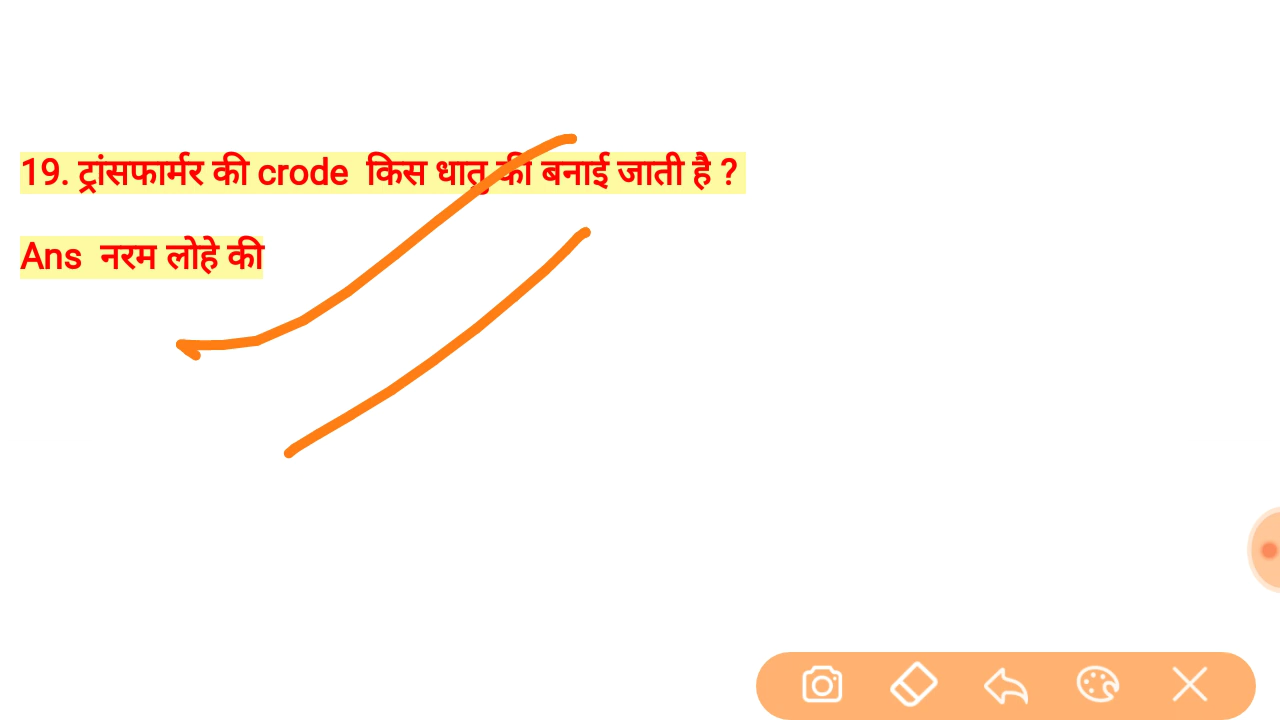 19. ट्रांसफार्मर की crode किस धातु की बनाई जाती है ?
Ans नरम लोहे की